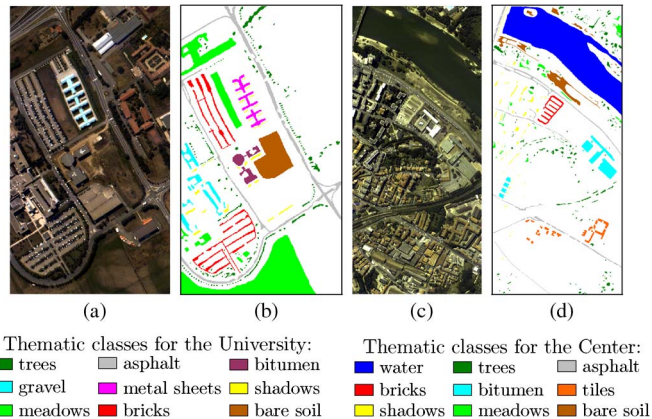 (a) (b) (c) (d)
Thematic classes for the University:
trees asphalt bitumen
gravel metal sheets shadows
meadows bricks bare soil
Thematic classes for the Center:
water trees asphalt
bricks bitumen tiles
shadows meadows bare soil